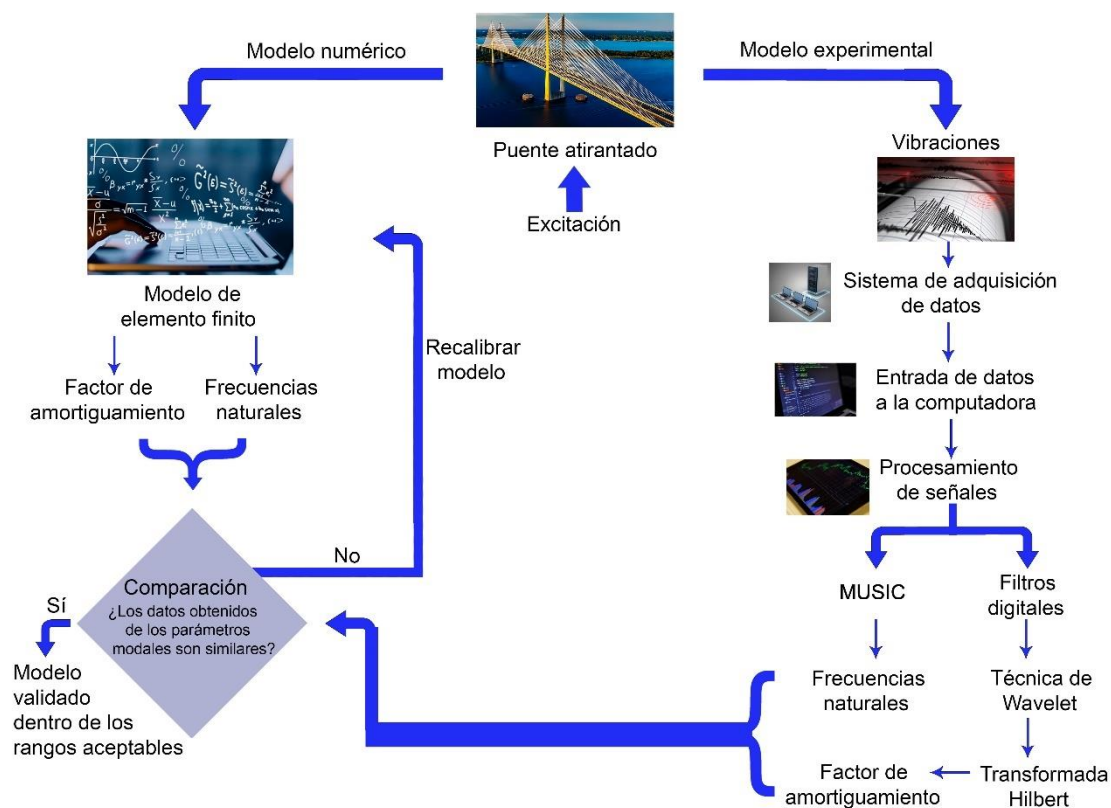 Modelo numérico
Modelo experimental
Puente atirantado
Excitación
Vibraciones
Modelo de
elemento finito
Factor de
amortiguamiento
Frecuencias
naturales
Recalibrar
modelo
Comparación
¿Los datos obtenidos
de los parámetros
modales son similares?
No
Sí
Modelo
validado
dentro de los
rangos aceptables
Sistema de adquisición
de datos
Entrada de datos
a la computadora
Procesamiento
de señales
MUSIC
Filtros
digitales
Frecuencias
naturales
Técnica de
Wavelet
Factor de
amortiguamiento
Transformada
Hilbert